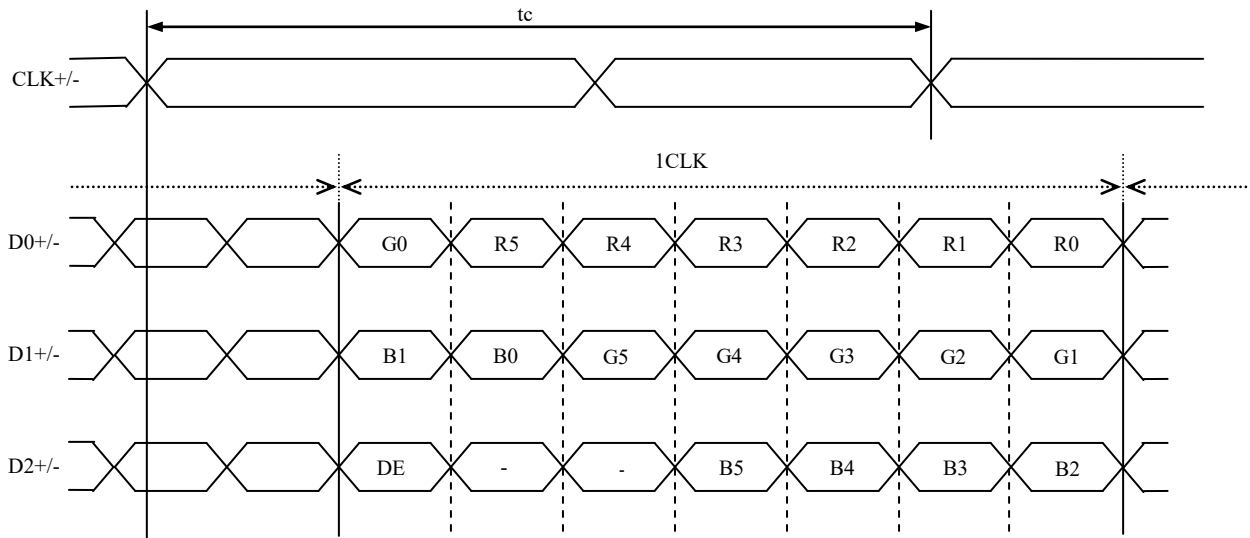 tc
CLK+/-
1CLK
D0+/- G0 R5 R4 R3 R2 R1 R0
D1+/- B1 B0 G5 G4 G3 G2 G1
D2+/- DE - - B5 B4 B3 B2